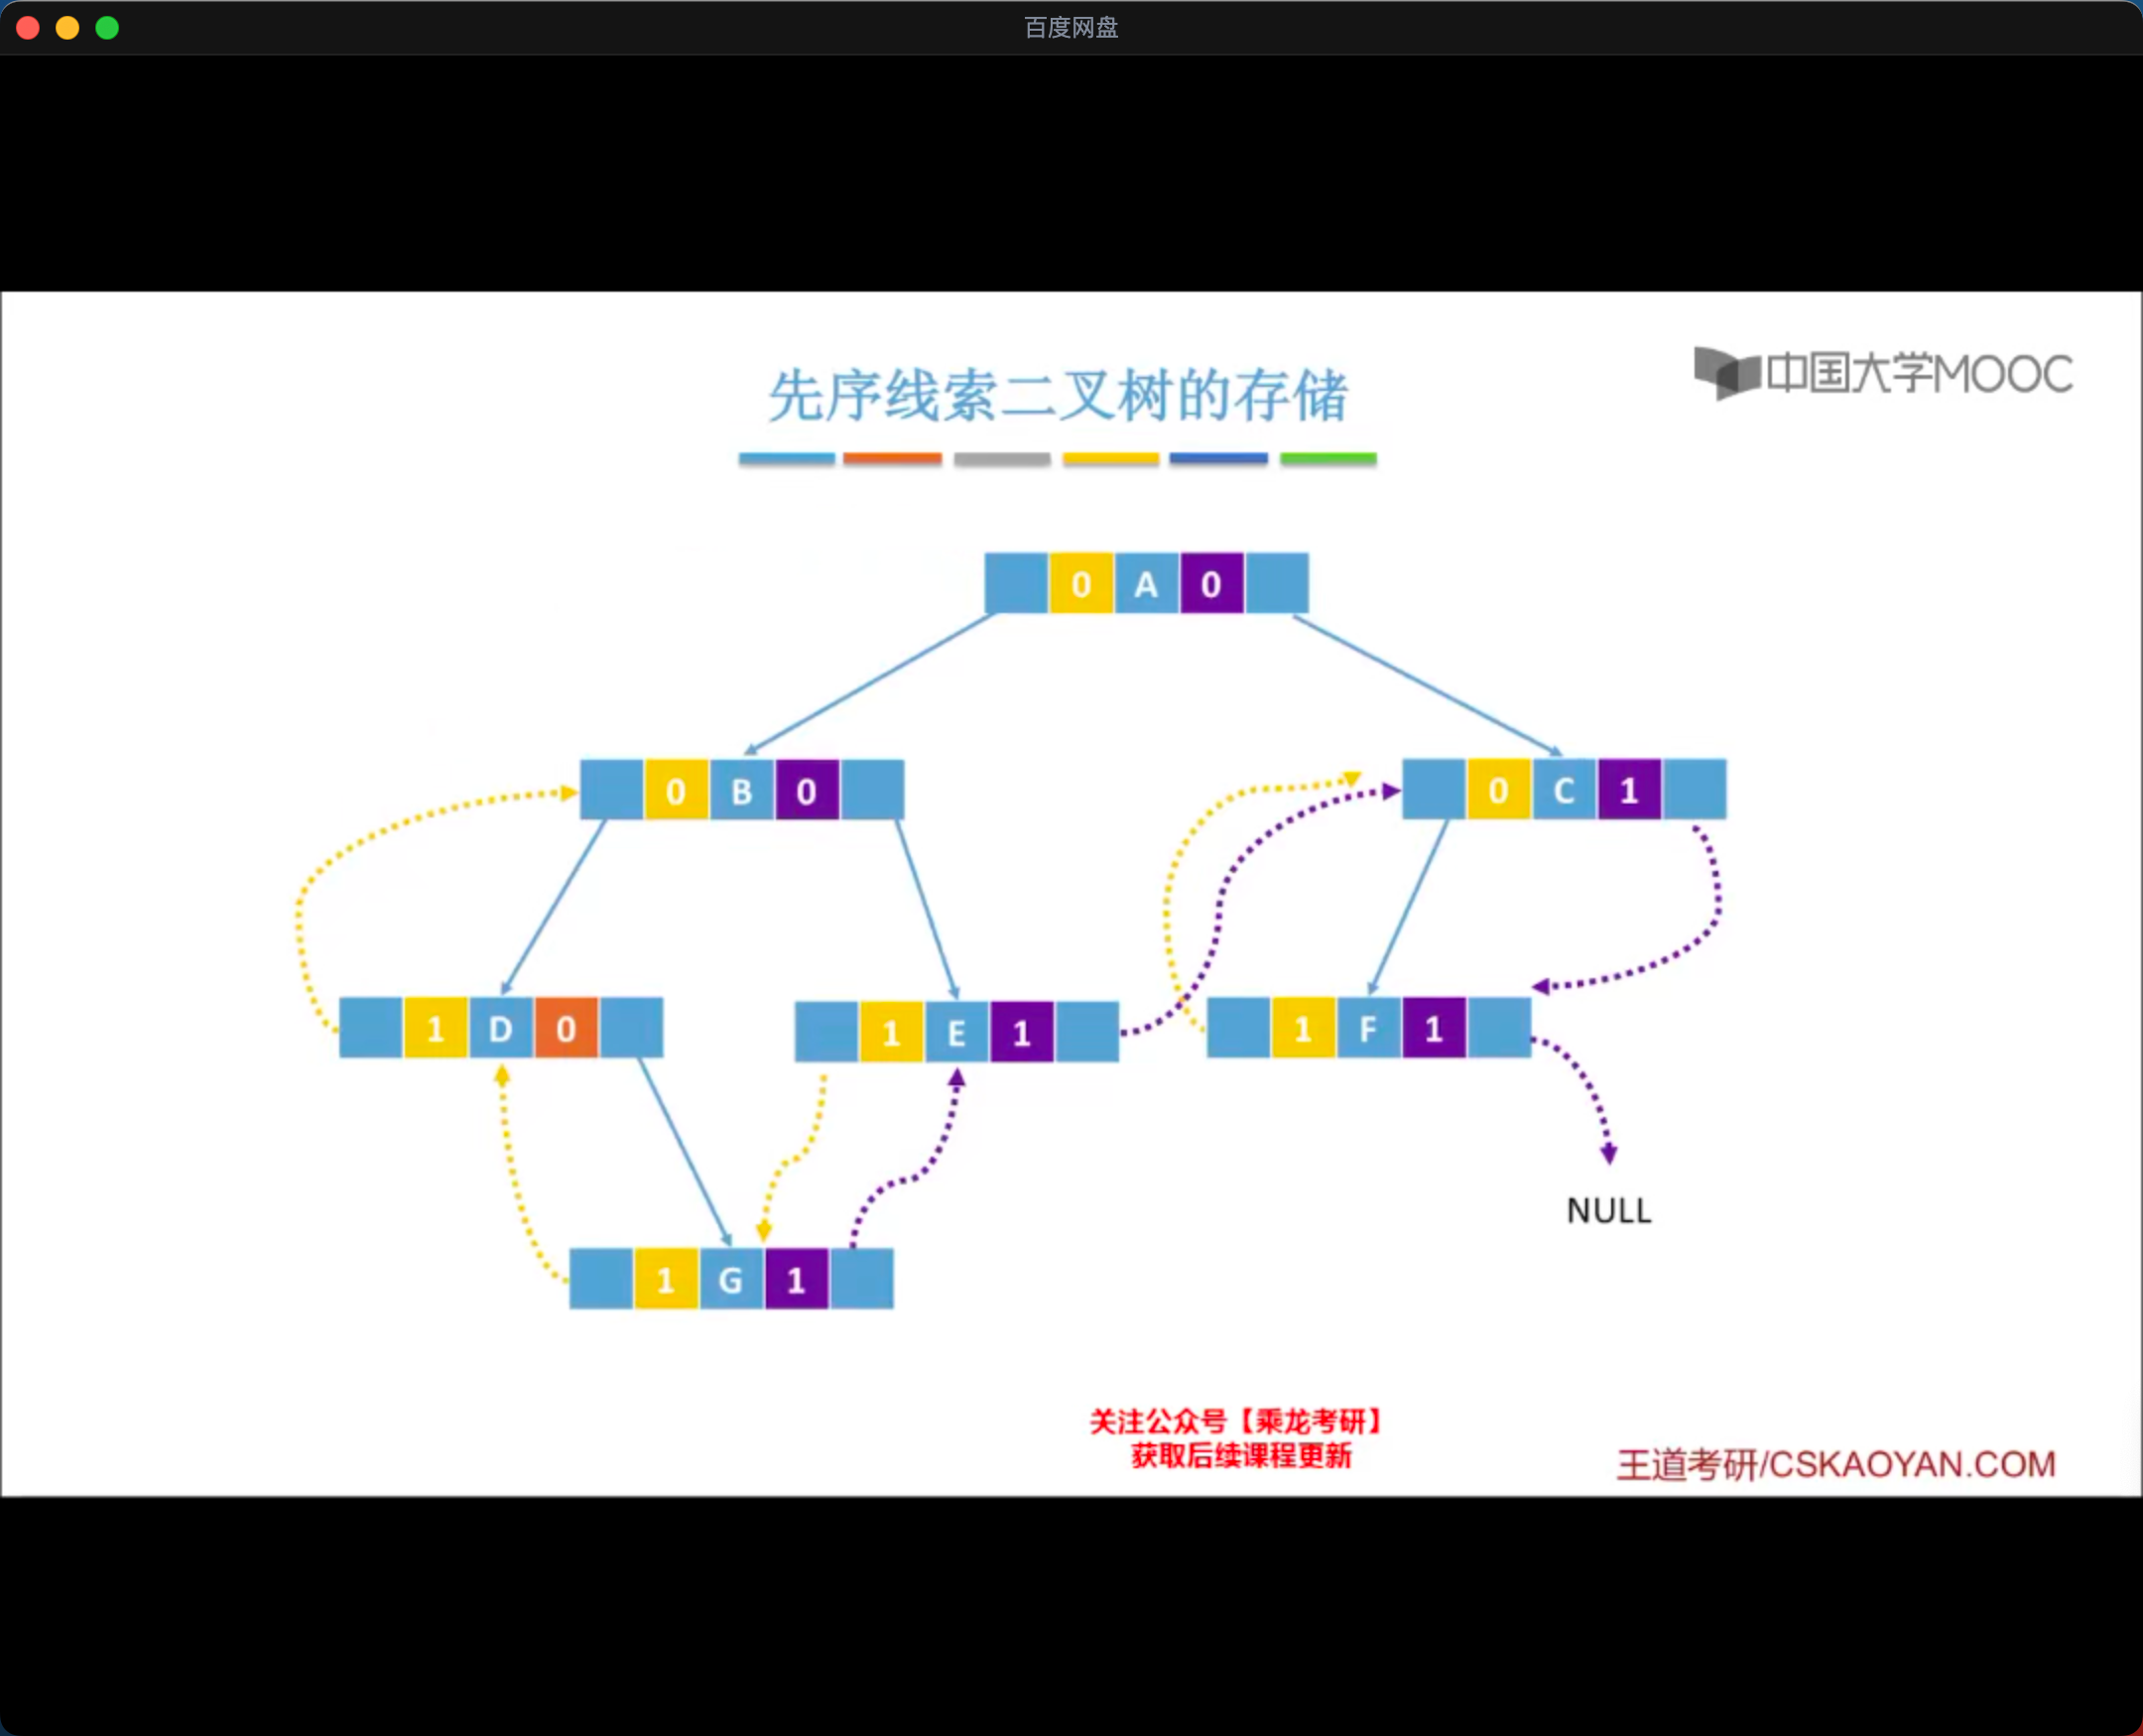 百度网盘
中国大学MOOC
先序线索二叉树的存储
0 A 0
0 B 0
0 C 1
1 D 0
1 E 1
1 F 1
NULL
1 G 1
关注公众号【乘龙考研】
获取后续课程更新
王道考研/CSKAOYAN.COM